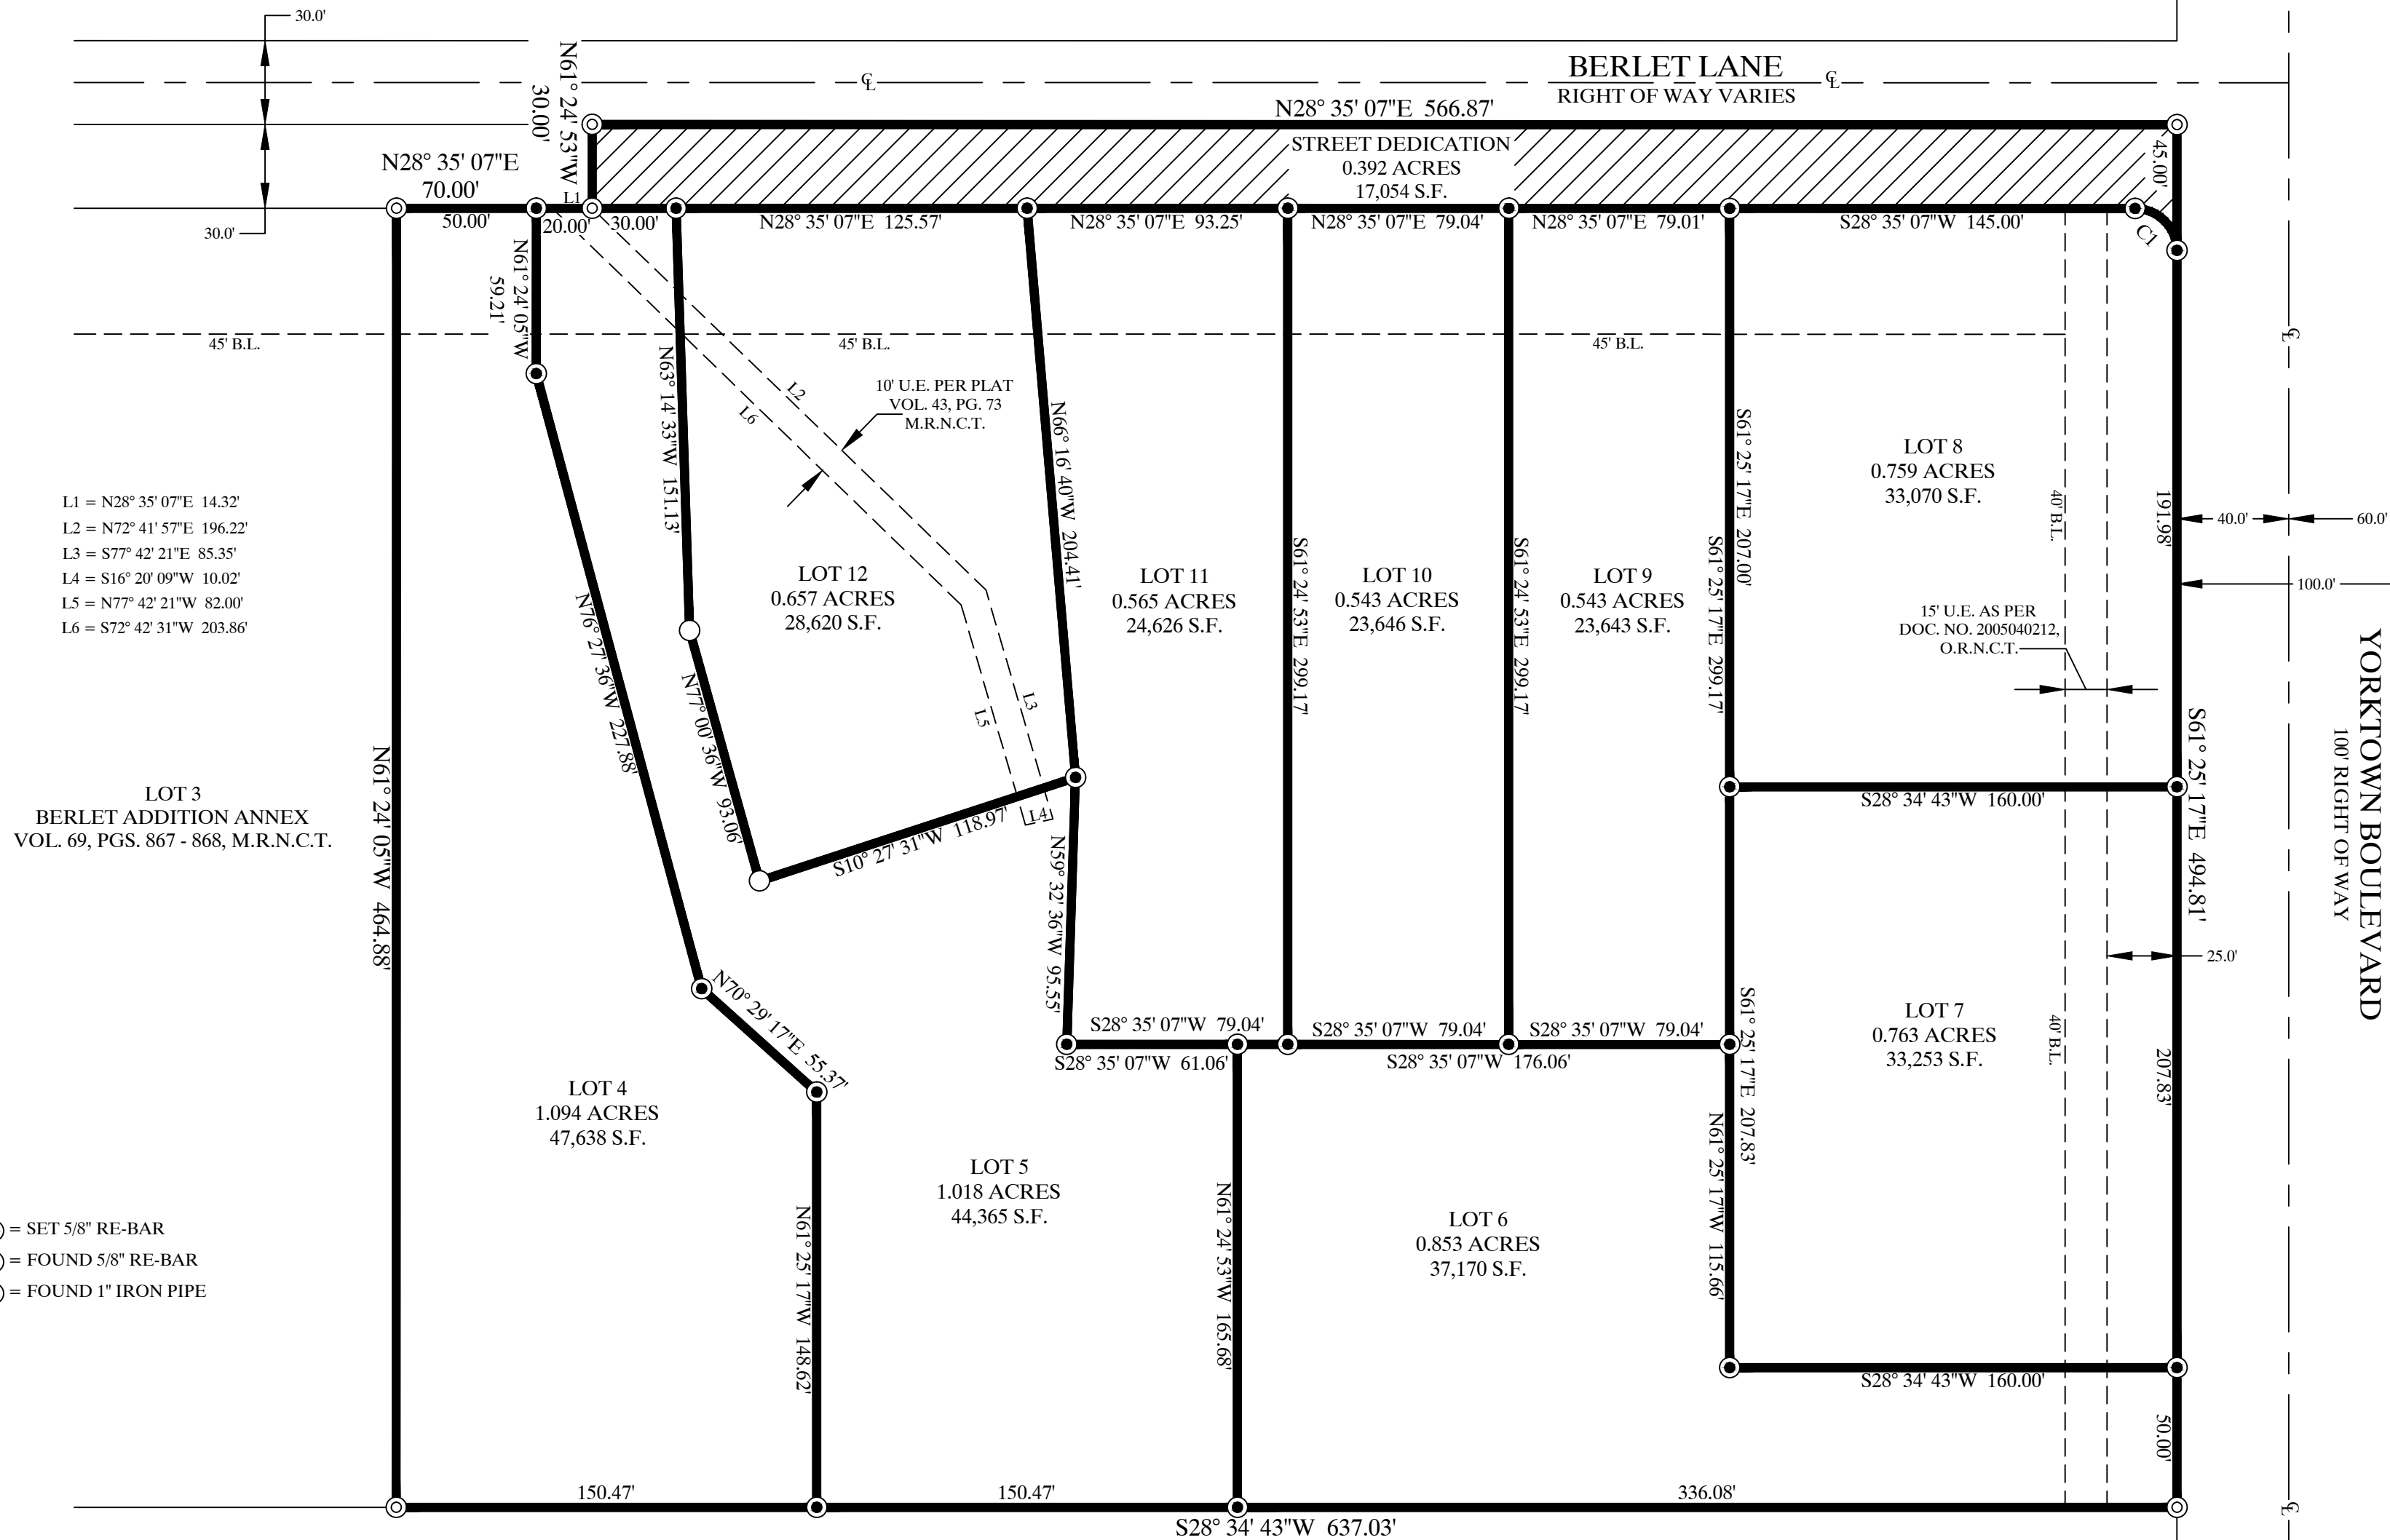 30.0'
BERLET LANE
RIGHT OF WAY VARIES
℄
℄
N61° 24' 53"W
30.00'
N28° 35' 07"E 566.87'
STREET DEDICATION
0.392 ACRES
17,054 S.F.
45.00'
N28° 35' 07"E
70.00'
L1
30.0'
50.00'
20.00'
30.00'
N28° 35' 07"E 125.57'
N28° 35' 07"E 93.25'
N28° 35' 07"E 79.04'
N28° 35' 07"E 79.01'
S28° 35' 07"W 145.00'
C1
N61° 24' 05"W
59.21'
45' B.L.
45' B.L.
45' B.L.
℄
N63° 14' 33"W 151.13'
L2
L6
10' U.E. PER PLAT
VOL. 43, PG. 73
M.R.N.C.T.
N66° 16' 40"W 204.41'
S61° 25' 17"E 207.00'
LOT 8
0.759 ACRES
33,070 S.F.
40' B.L.
191.98'
40.0'
60.0'
100.0'
L1 = N28° 35' 07"E 14.32'
L2 = N72° 41' 57"E 196.22'
L3 = S77° 42' 21"E 85.35'
L4 = S16° 20' 09"W 10.02'
L5 = N77° 42' 21"W 82.00'
L6 = S72° 42' 31"W 203.86'
N76° 27' 36"W 227.88'
LOT 12
0.657 ACRES
28,620 S.F.
LOT 11
0.565 ACRES
24,626 S.F.
S61° 24' 53"E 299.17'
LOT 10
0.543 ACRES
23,646 S.F.
S61° 24' 53"E 299.17'
LOT 9
0.543 ACRES
23,643 S.F.
S61° 25' 17"E 299.17'
15' U.E. AS PER
DOC. NO. 2005040212,
O.R.N.C.T.
YORKTOWN BOULEVARD
100' RIGHT OF WAY
S61° 25' 17"E 494.81'
N77° 00' 36"W 93.06'
L3
L5
L4
S10° 27' 31"W 118.97'
S28° 34' 43"W 160.00'
LOT 3
BERLET ADDITION ANNEX
VOL. 69, PGS. 867 - 868, M.R.N.C.T.
N61° 24' 05"W 464.88'
N59° 32' 36"W 95.55'
25.0'
N70° 29' 17"E 55.37'
S28° 35' 07"W 79.04'
S28° 35' 07"W 79.04'
S28° 35' 07"W 79.04'
S28° 35' 07"W 61.06'
S28° 35' 07"W 176.06'
S61° 25' 17"E 207.83'
LOT 7
0.763 ACRES
33,253 S.F.
40' B.L.
207.83'
LOT 4
1.094 ACRES
47,638 S.F.
LOT 5
1.018 ACRES
44,365 S.F.
N61° 25' 17"W 115.66'
LOT 6
0.853 ACRES
37,170 S.F.
N61° 25' 17"W 148.62'
N61° 24' 53"W 165.68'
= SET 5/8" RE-BAR
= FOUND 5/8" RE-BAR
= FOUND 1" IRON PIPE
S28° 34' 43"W 160.00'
50.00'
150.47'
150.47'
336.08'
℄
S28° 34' 43"W 637.03'